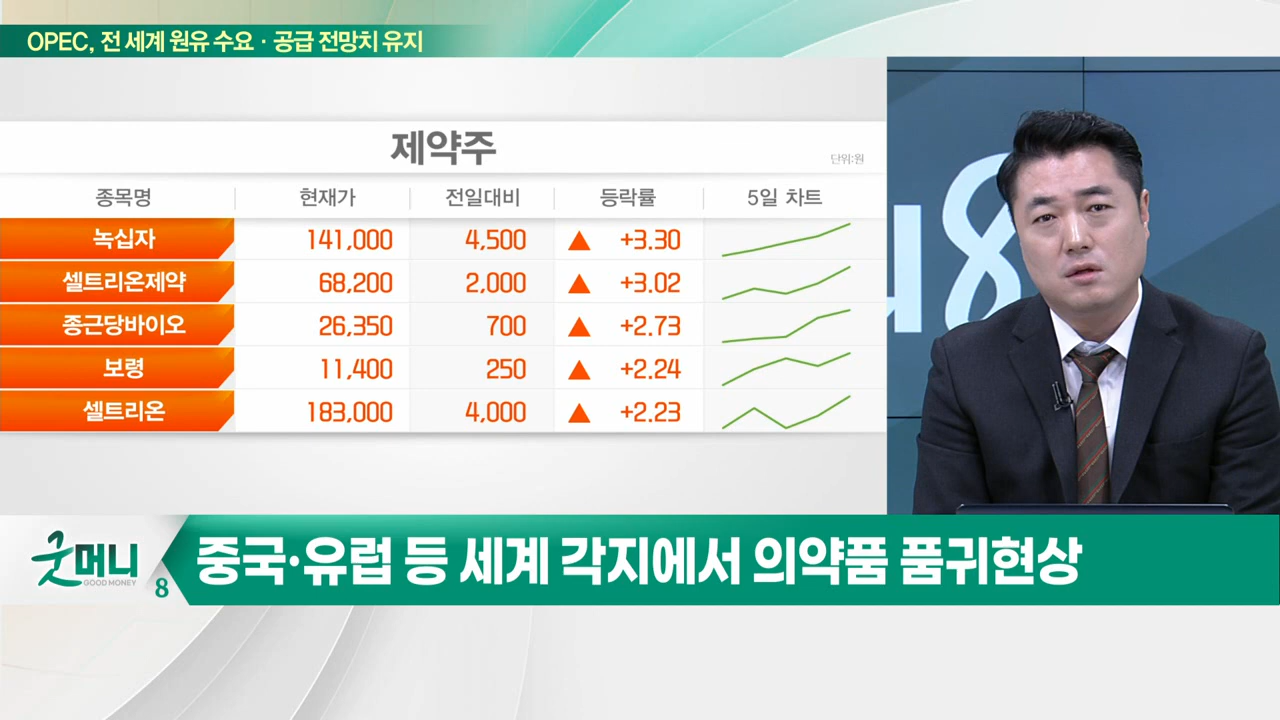 OPEC, 전 세계 원유 수요 · 공급 전망치 유지
제약주
단위:원
종목명 현재가 전일대비 등락률 5일 차트
녹십자 141,000 4,500 ▲ +3.30
셀트리온제약 68,200 2,000 ▲ +3.02
종근당바이오 26,350 700 ▲ +2.73
보령 11,400 250 ▲ +2.24
셀트리온 183,000 4,000 ▲ +2.23
굿머니
GOOD MONEY
8
중국·유럽 등 세계 각지에서 의약품 품귀현상